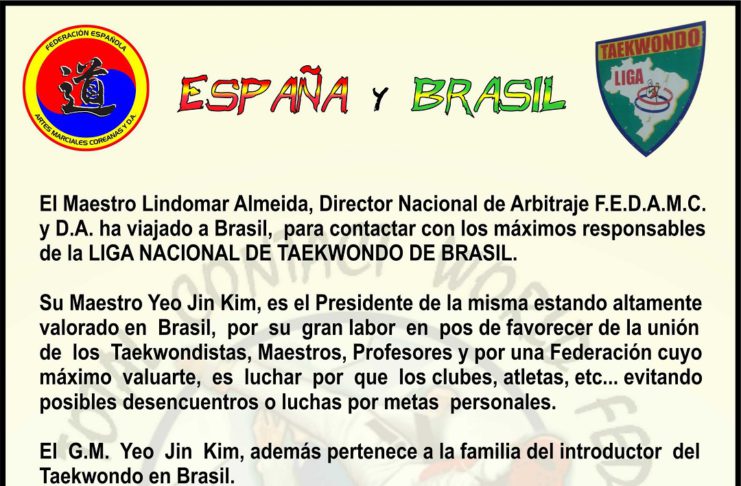 FEDERACIÓN ESPAÑOLA
道
ARTES MARCIALES COREANAS Y D.A.
ESPAÑA Y BRASIL
TAEKWONDO
LIGA
El Maestro Lindomar Almeida, Director Nacional de Arbitraje F.E.D.A.M.C.
y D.A. ha viajado a Brasil, para contactar con los máximos responsables
de la LIGA NACIONAL DE TAEKWONDO DE BRASIL.
Su Maestro Yeo Jin Kim, es el Presidente de la misma estando altamente
valorado en Brasil, por su gran labor en pos de favorecer de la unión
de los Taekwondistas, Maestros, Profesores y por una Federación cuyo
máximo valuarte, es luchar por que los clubes, atletas, etc... evitando
posibles desencuentros o luchas por metas personales.
El G.M. Yeo Jin Kim, además pertenece a la familia del introductor del
Taekwondo en Brasil.
CONTACT WORLD FED